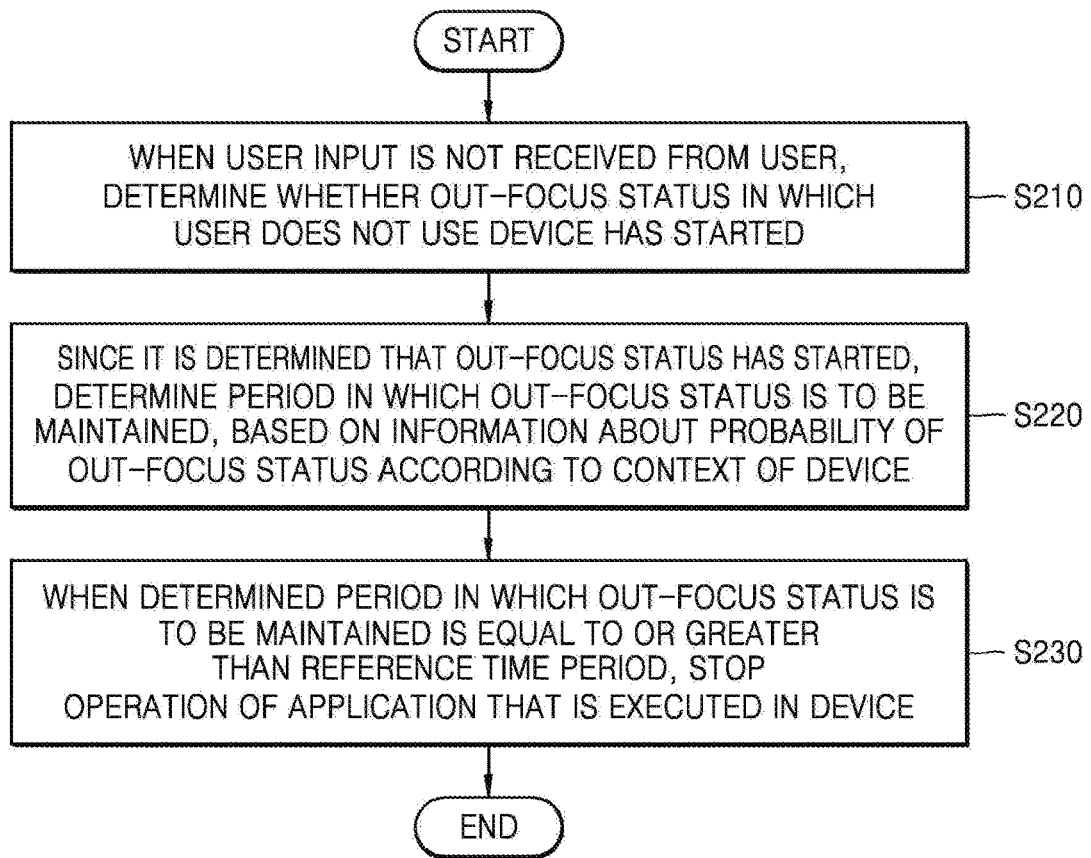 START
WHEN USER INPUT IS NOT RECEIVED FROM USER,
DETERMINE WHETHER OUT-FOCUS STATUS IN WHICH
USER DOES NOT USE DEVICE HAS STARTED
S210
SINCE IT IS DETERMINED THAT OUT-FOCUS STATUS HAS STARTED,
DETERMINE PERIOD IN WHICH OUT-FOCUS STATUS IS TO BE
MAINTAINED, BASED ON INFORMATION ABOUT PROBABILITY OF
OUT-FOCUS STATUS ACCORDING TO CONTEXT OF DEVICE
S220
WHEN DETERMINED PERIOD IN WHICH OUT-FOCUS STATUS IS
TO BE MAINTAINED IS EQUAL TO OR GREATER
THAN REFERENCE TIME PERIOD, STOP
OPERATION OF APPLICATION THAT IS EXECUTED IN DEVICE
S230
END